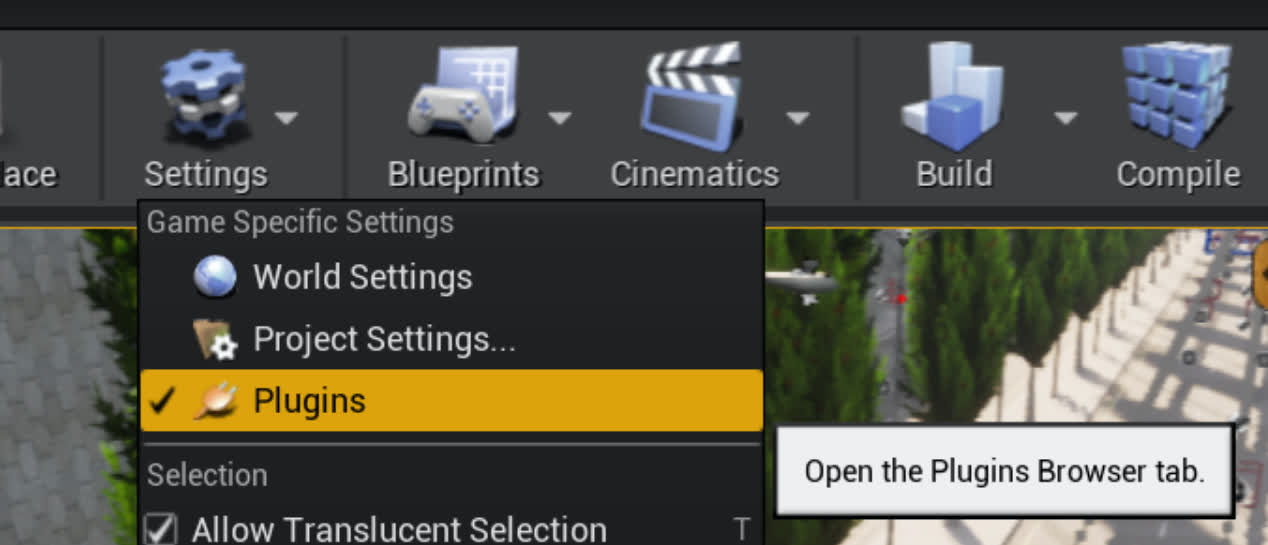 ace
Settings
Blueprints
Cinematics
Build
Compile
Game Specific Settings
World Settings
Project Settings...
Plugins
Open the Plugins Browser tab.
Selection
Allow Translucent Selection T